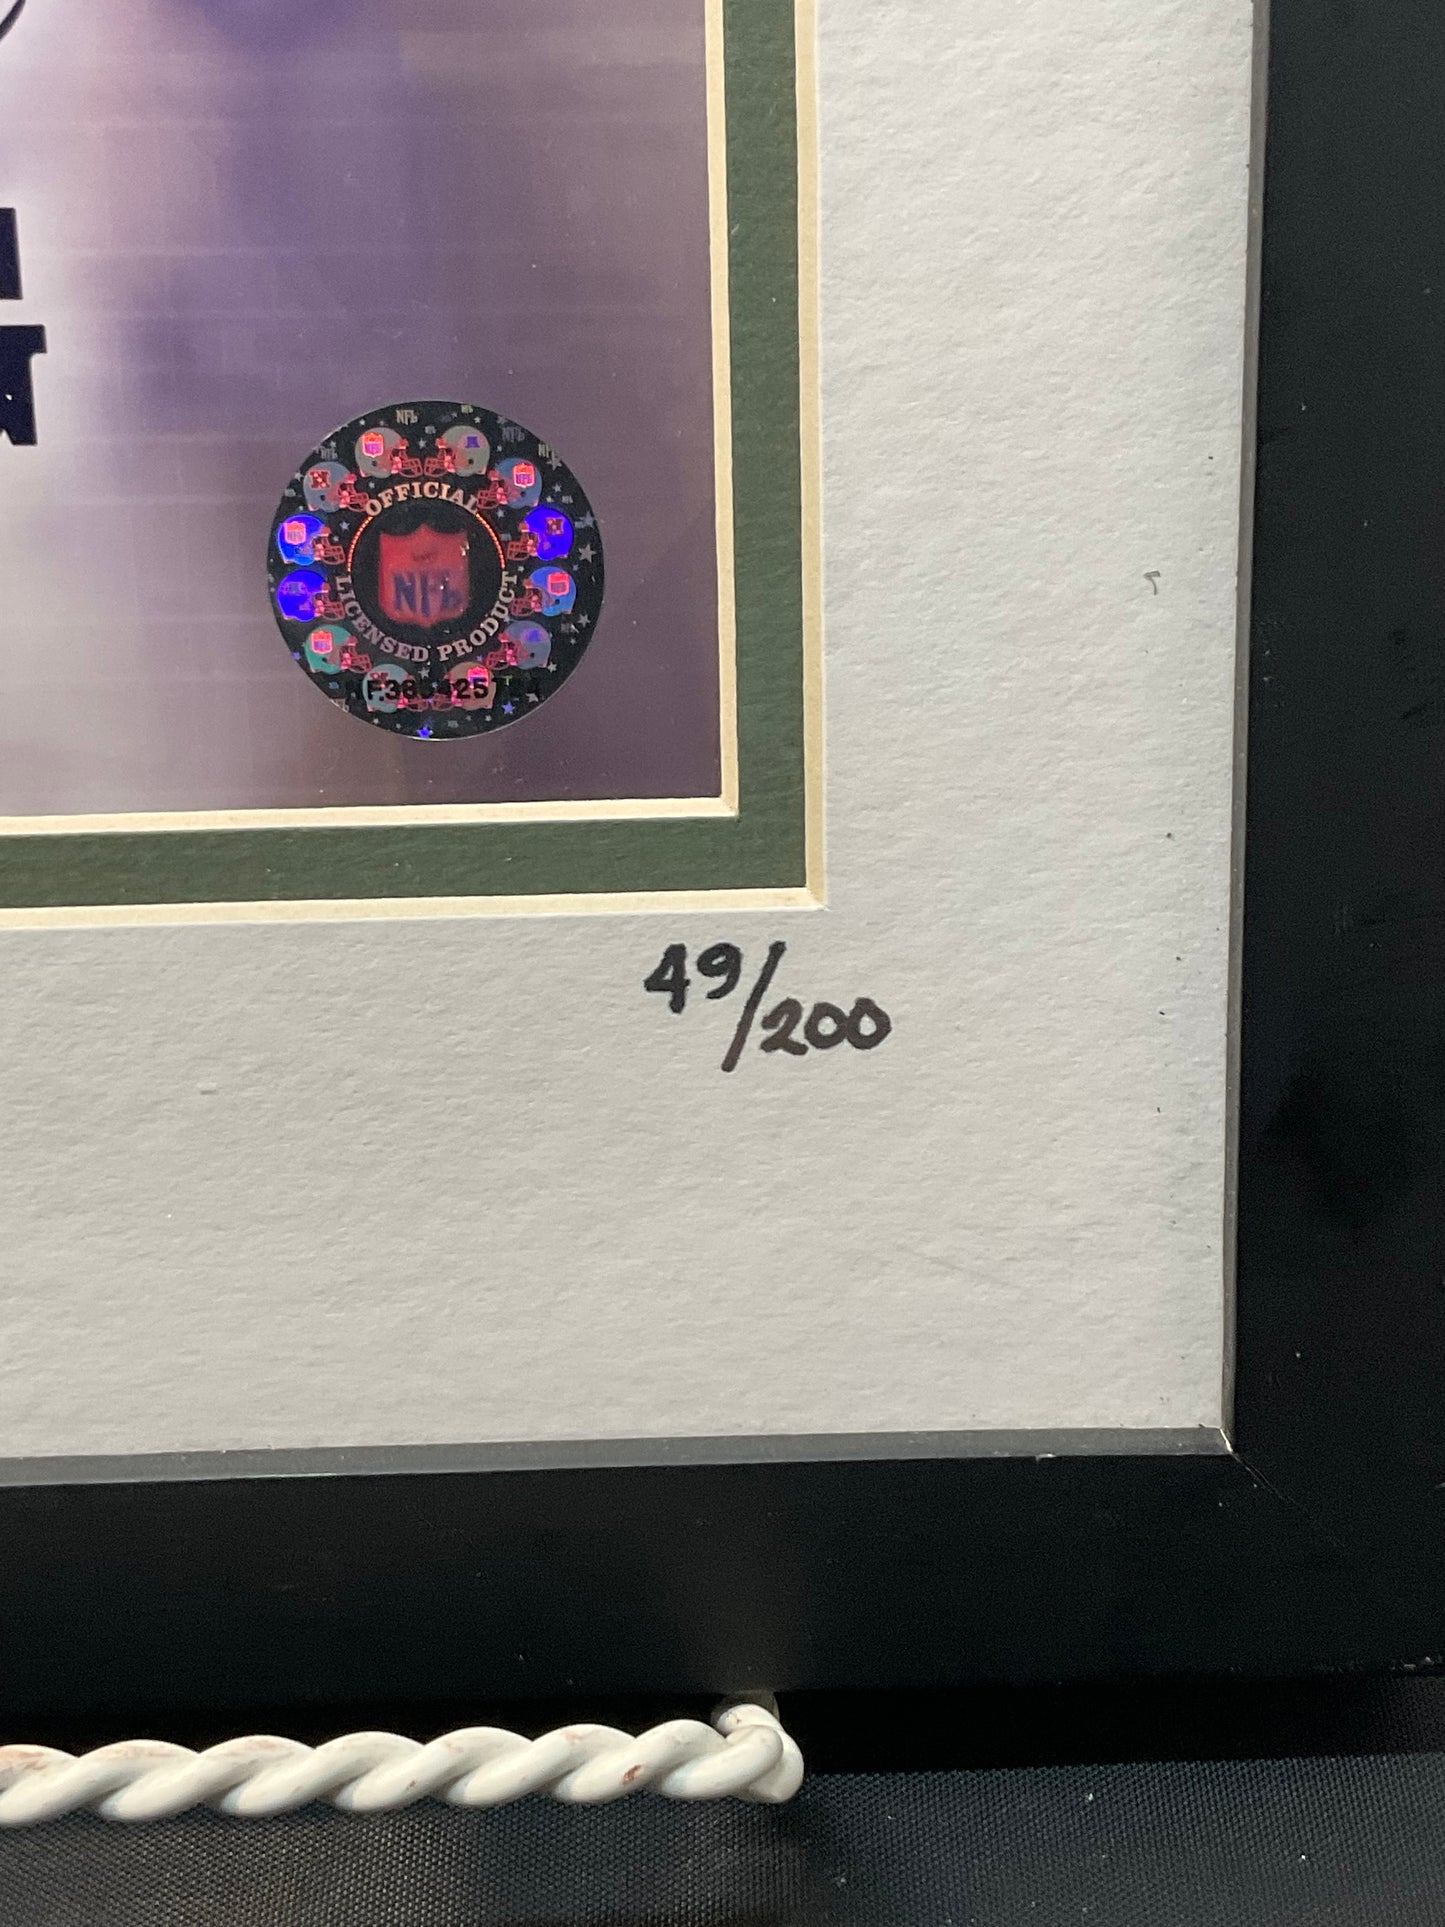 OFFICIAL
NFL
LICENSED PRODUCT
49/200